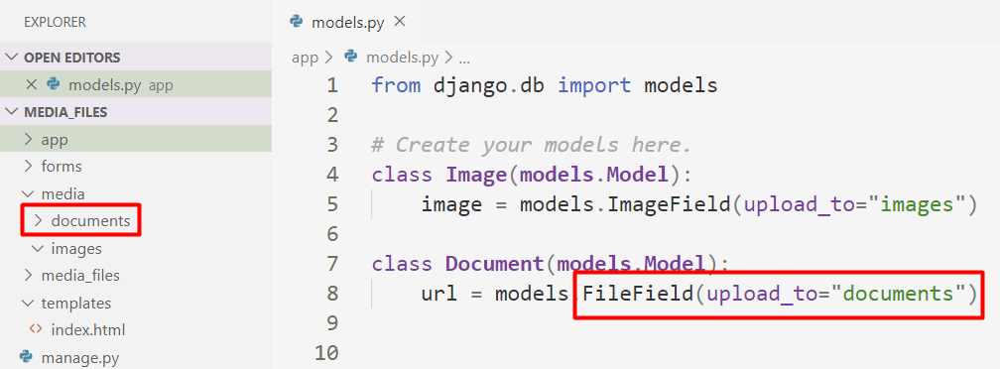 EXPLORER
OPEN EDITORS
models.py app
MEDIA_FILES
app
forms
media
documents
images
media_files
templates
index.html
manage.py
models.py
app > models.py > ...
1 from django.db import models
2
3 # Create your models here.
4 class Image(models.Model):
5 image = models.ImageField(upload_to="images")
6
7 class Document(models.Model):
8 url = models.FileField(upload_to="documents")
9
10